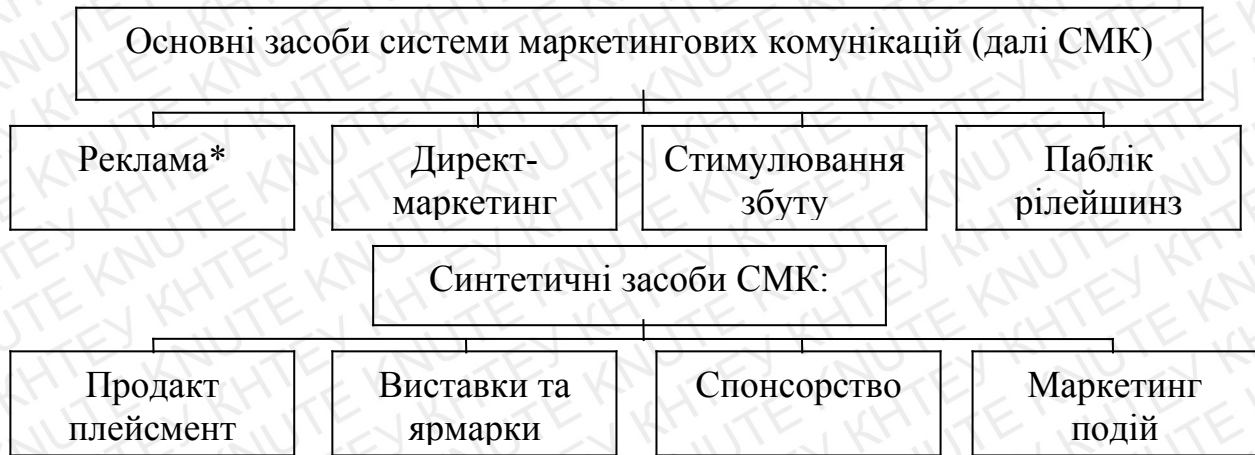 Основні засоби системи маркетингових комунікацій (далі СМК)
Реклама*
Директ-
маркетинг
Стимулювання
збуту
Паблік
рілейшинз
Синтетичні засоби СМК:
Продакт
плейсмент
Виставки та
ярмарки
Спонсорство
Маркетинг
подій